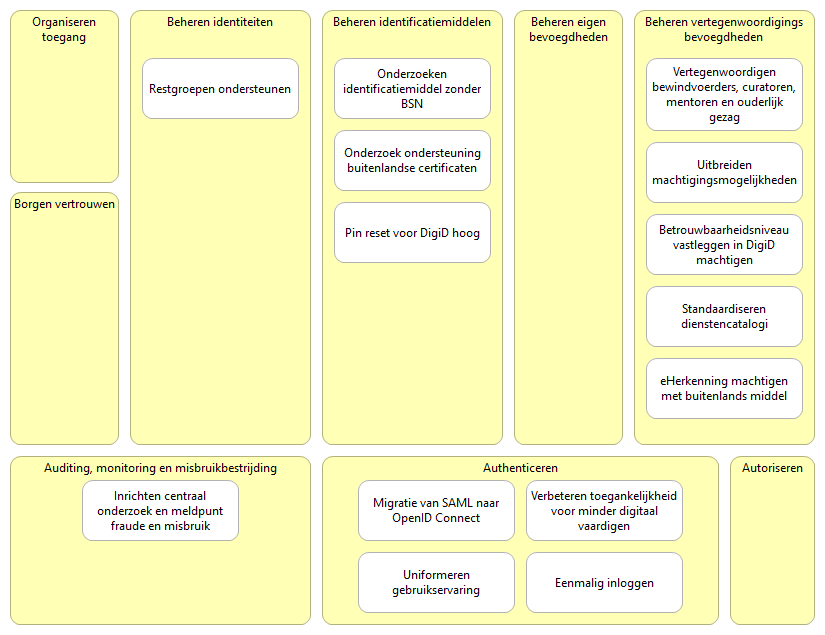 Organiseren
toegang
Borgen vertrouwen
Beheren identiteiten
Restgroepen ondersteunen
Beheren identificatiemiddelen
Onderzoeken
identificatiemiddel zonder
BSN
Onderzoek ondersteuning
buitenlandse certificaten
Pin reset voor DigiD hoog
Beheren eigen
bevoegdheden
Beheren vertegenwoordigings
bevoegdheden
Vertegenwoordigen
bewindvoerders, curatoren,
mentoren en ouderlijk
gezag
Uitbreiden
machtigingsmogelijkheden
Betrouwbaarheidsniveau
vastleggen in DigiD
machtigen
Standaardiseren
dienstencatalogi
eHerkenning machtigen
met buitenlands middel
Auditing, monitoring en misbruikbestrijding
Inrichten centraal
onderzoek en meldpunt
fraude en misbruik
Authenticeren
Migratie van SAML naar
OpenID Connect
Verbeteren toegankelijkheid
voor minder digitaal
vaardigen
Uniformeren
gebruikservaring
Eenmalig inloggen
Autoriseren